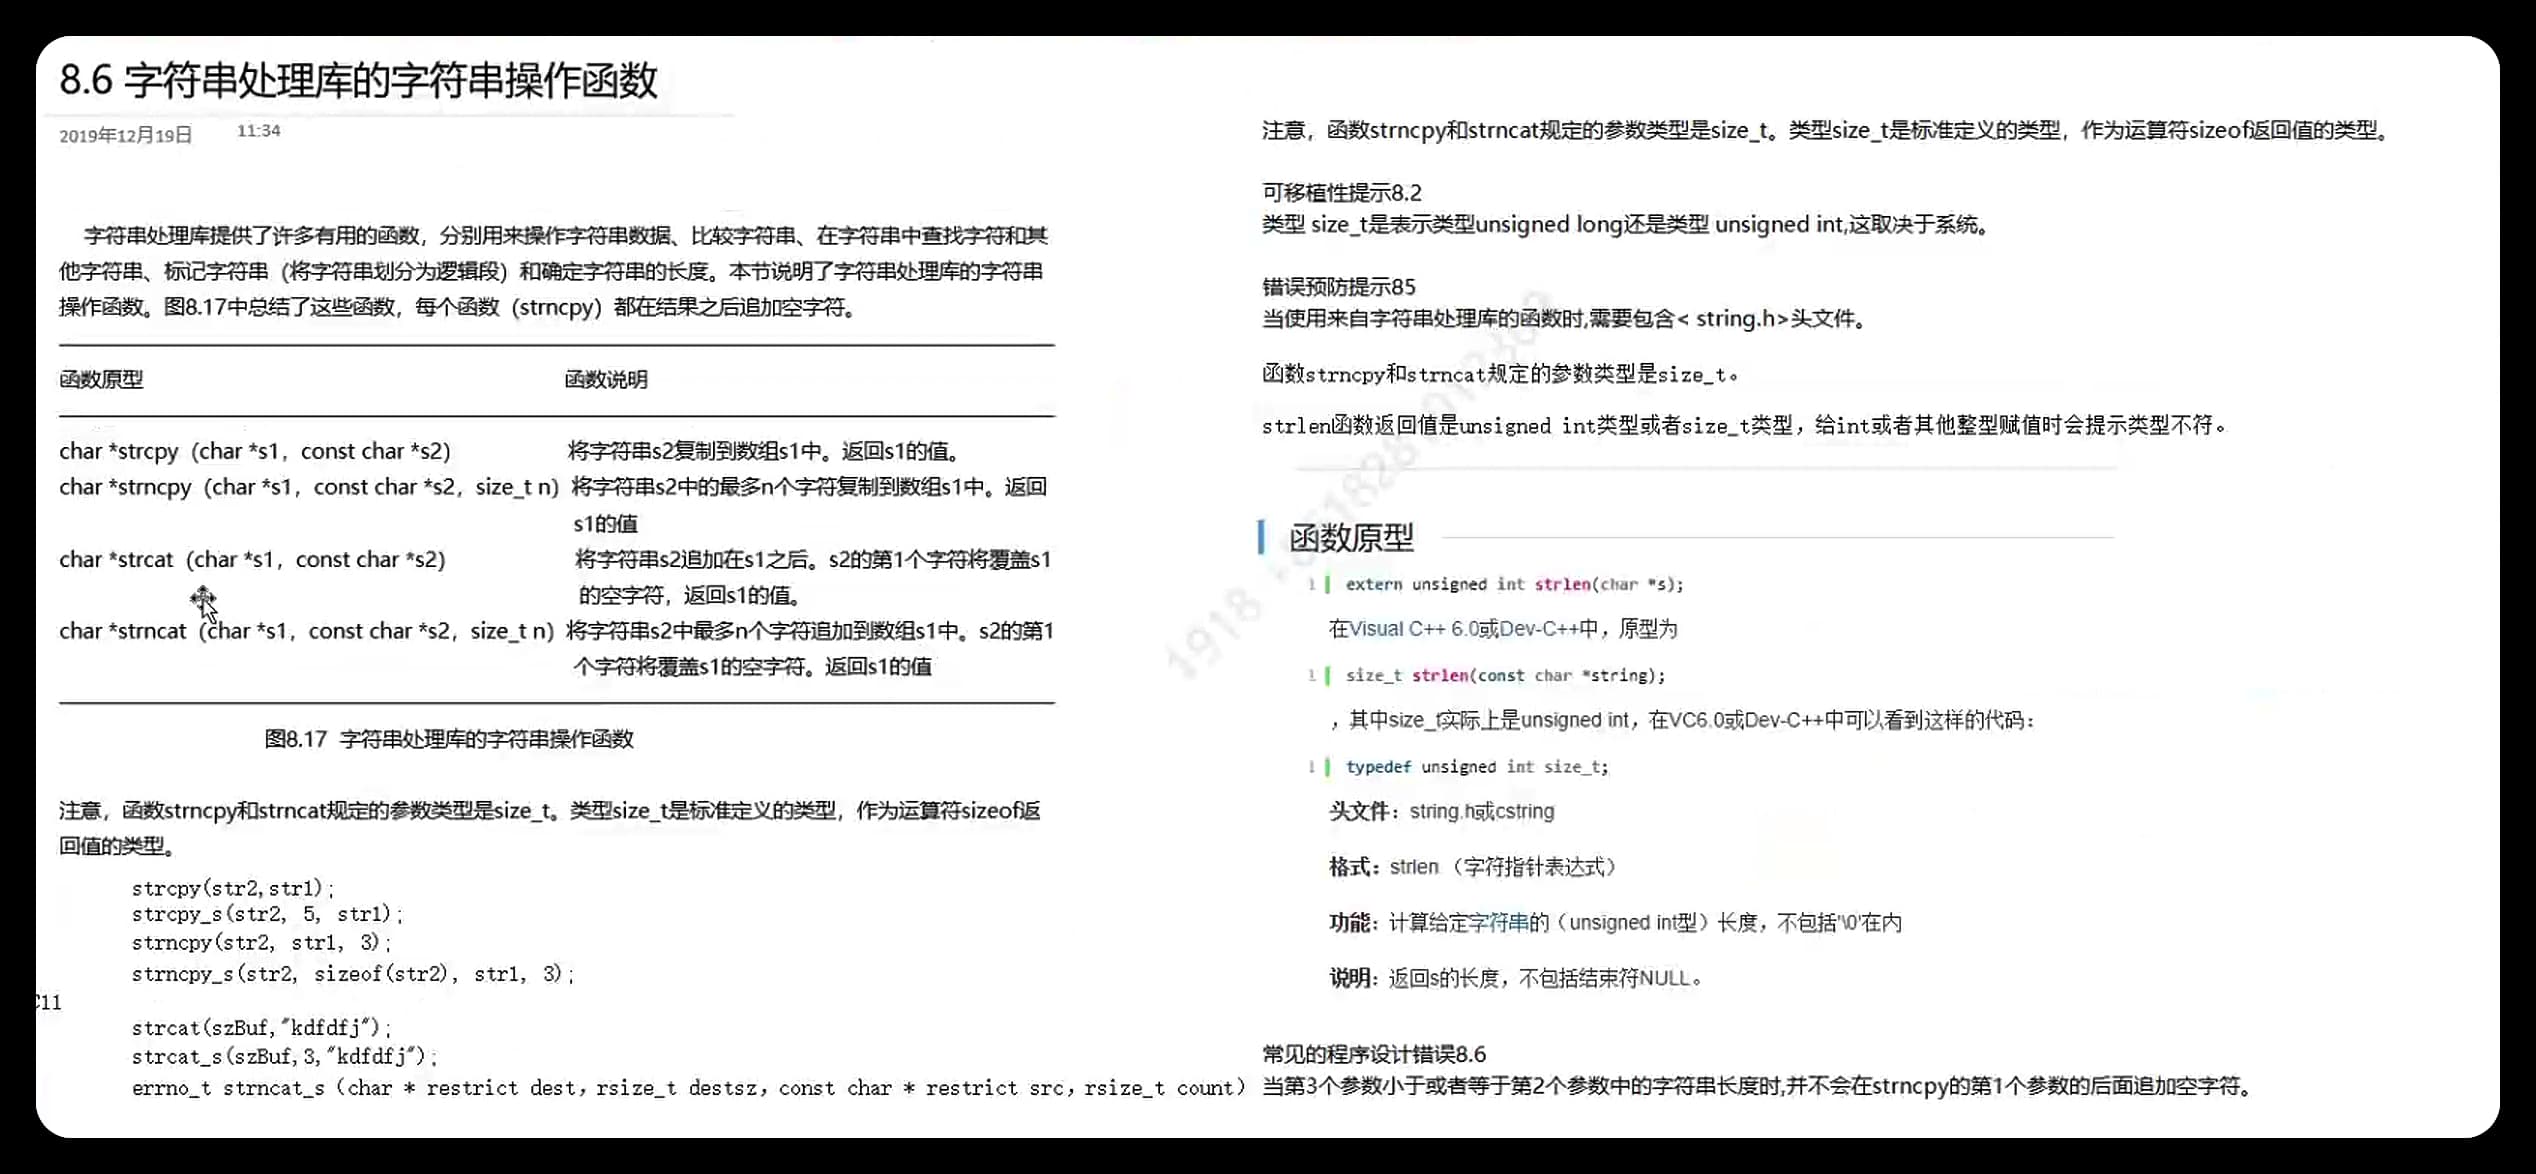 8.6 字符串处理库的字符串操作函数
2019年12月19日 11:34
字符串处理库提供了许多有用的函数，分别用来操作字符串数据、比较字符串、在字符串中查找字符和其
他字符串、标记字符串（将字符串划分为逻辑段）和确定字符串的长度。本节说明了字符串处理库的字符串
操作函数。图8.17中总结了这些函数，每个函数（strncpy）都在结果之后追加空字符。
函数原型 函数说明
char *strcpy（char *s1，const char *s2） 将字符串s2复制到数组s1中。返回s1的值。
char *strncpy（char *s1，const char *s2，size_t n） 将字符串s2中的最多n个字符复制到数组s1中。返回
s1的值
char *strcat（char *s1，const char *s2） 将字符串s2追加在s1之后。s2的第1个字符将覆盖s1
的空字符，返回s1的值。
char *strncat（char *s1，const char *s2，size_t n） 将字符串s2中最多n个字符追加到数组s1中。s2的第1
个字符将覆盖s1的空字符。返回s1的值
图8.17 字符串处理库的字符串操作函数
注意，函数strncpy和strncat规定的参数类型是size_t。类型size_t是标准定义的类型，作为运算符sizeof返
回值的类型。
strcpy(str2,str1);
strcpy_s(str2, 5, str1);
strncpy(str2, str1, 3);
strncpy_s(str2, sizeof(str2), str1, 3);
C11
strcat(szBuf,"kdfdfj");
strcat_s(szBuf,3,"kdfdfj");
errno_t strncat_s（char * restrict dest，rsize_t destsz，const char * restrict src，rsize_t count）
注意，函数strncpy和strncat规定的参数类型是size_t。类型size_t是标准定义的类型，作为运算符sizeof返回值的类型。
可移植性提示8.2
类型 size_t是表示类型unsigned long还是类型 unsigned int,这取决于系统。
错误预防提示85
当使用来自字符串处理库的函数时,需要包含< string.h>头文件。
函数strncpy和strncat规定的参数类型是size_t。
strlen函数返回值是unsigned int类型或者size_t类型，给int或者其他整型赋值时会提示类型不符。
函数原型
1 extern unsigned int strlen(char *s);
在Visual C++ 6.0或Dev-C++中，原型为
1 size_t strlen(const char *string);
，其中size_t实际上是unsigned int，在VC6.0或Dev-C++中可以看到这样的代码：
1 typedef unsigned int size_t;
头文件：string.h或cstring
格式：strlen （字符指针表达式）
功能：计算给定字符串的（unsigned int型）长度，不包括'\0'在内
说明：返回s的长度，不包括结束符NULL。
常见的程序设计错误8.6
当第3个参数小于或者等于第2个参数中的字符串长度时,并不会在strncpy的第1个参数的后面追加空字符。